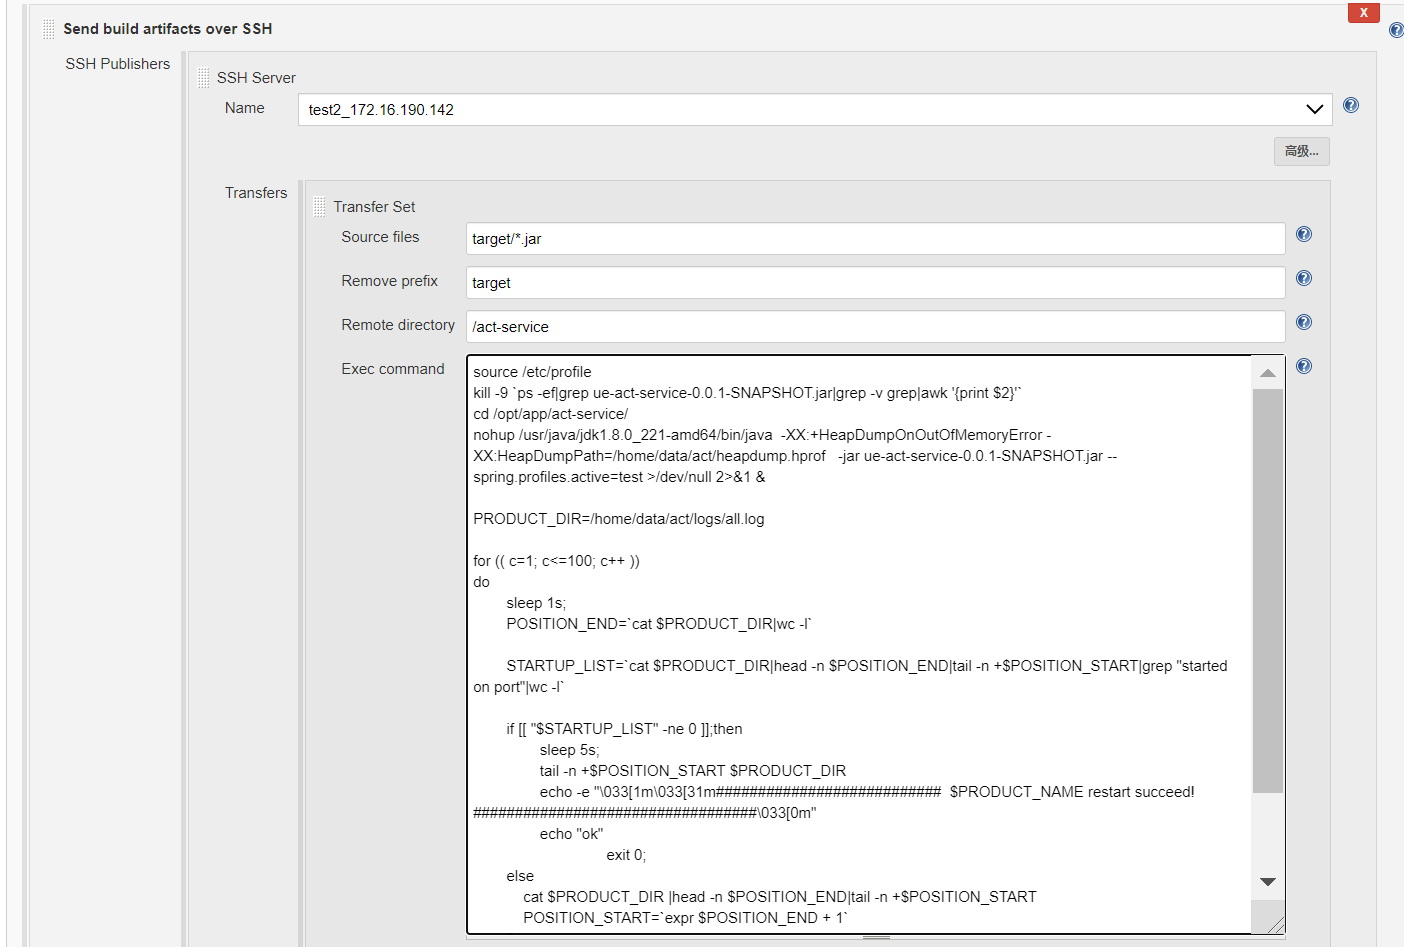 X
Send build artifacts over SSH
SSH Publishers
SSH Server
Name
test2_172.16.190.142
高级...
Transfers
Transfer Set
Source files
target/*.jar
Remove prefix
target
Remote directory
/act-service
Exec command
source /etc/profile
kill -9 `ps -ef|grep ue-act-service-0.0.1-SNAPSHOT.jar|grep -v grep|awk '{print $2}'`
cd /opt/app/act-service/
nohup /usr/java/jdk1.8.0_221-amd64/bin/java  -XX:+HeapDumpOnOutOfMemoryError -
XX:HeapDumpPath=/home/data/act/heapdump.hprof   -jar ue-act-service-0.0.1-SNAPSHOT.jar --
spring.profiles.active=test >/dev/null 2>&1 &
PRODUCT_DIR=/home/data/act/logs/all.log
for (( c=1; c<=100; c++ ))
do
sleep 1s;
POSITION_END=`cat $PRODUCT_DIR|wc -l`
STARTUP_LIST=`cat $PRODUCT_DIR|head -n $POSITION_END|tail -n +$POSITION_START|grep "started
on port"|wc -l`
if [[ "$STARTUP_LIST" -ne 0 ]];then
sleep 5s;
tail -n +$POSITION_START $PRODUCT_DIR
echo -e "\033[1m\033[31m###########################  $PRODUCT_NAME restart succeed!
##################################\033[0m"
echo "ok"
exit 0;
else
cat $PRODUCT_DIR |head -n $POSITION_END|tail -n +$POSITION_START
POSITION_START=`expr $POSITION_END + 1`